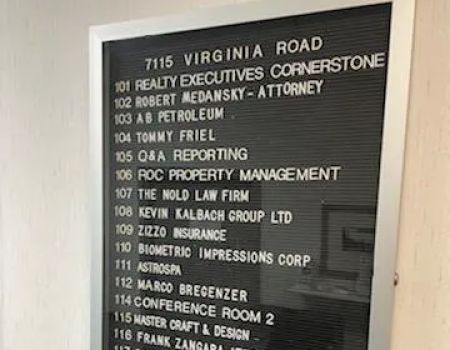 7115 VIRGINIA ROAD
101 REALTY EXECUTIVES CORNERSTONE
102 ROBERT MEDANSKY - ATTORNEY
103 A B PETROLEUM
104 TOMMY FRIEL
105 Q&A REPORTING
106 ROC PROPERTY MANAGEMENT
107 THE NOLD LAW FIRM
108 KEVIN KALBACH GROUP LTD
109 ZIZZO INSURANCE
110 BIOMETRIC IMPRESSIONS CORP
111 ASTROSPA
112 MARCO BREGENZER
114 CONFERENCE ROOM 2
115 MASTER CRAFT & DESIGN
116 FRANK ZANGARA